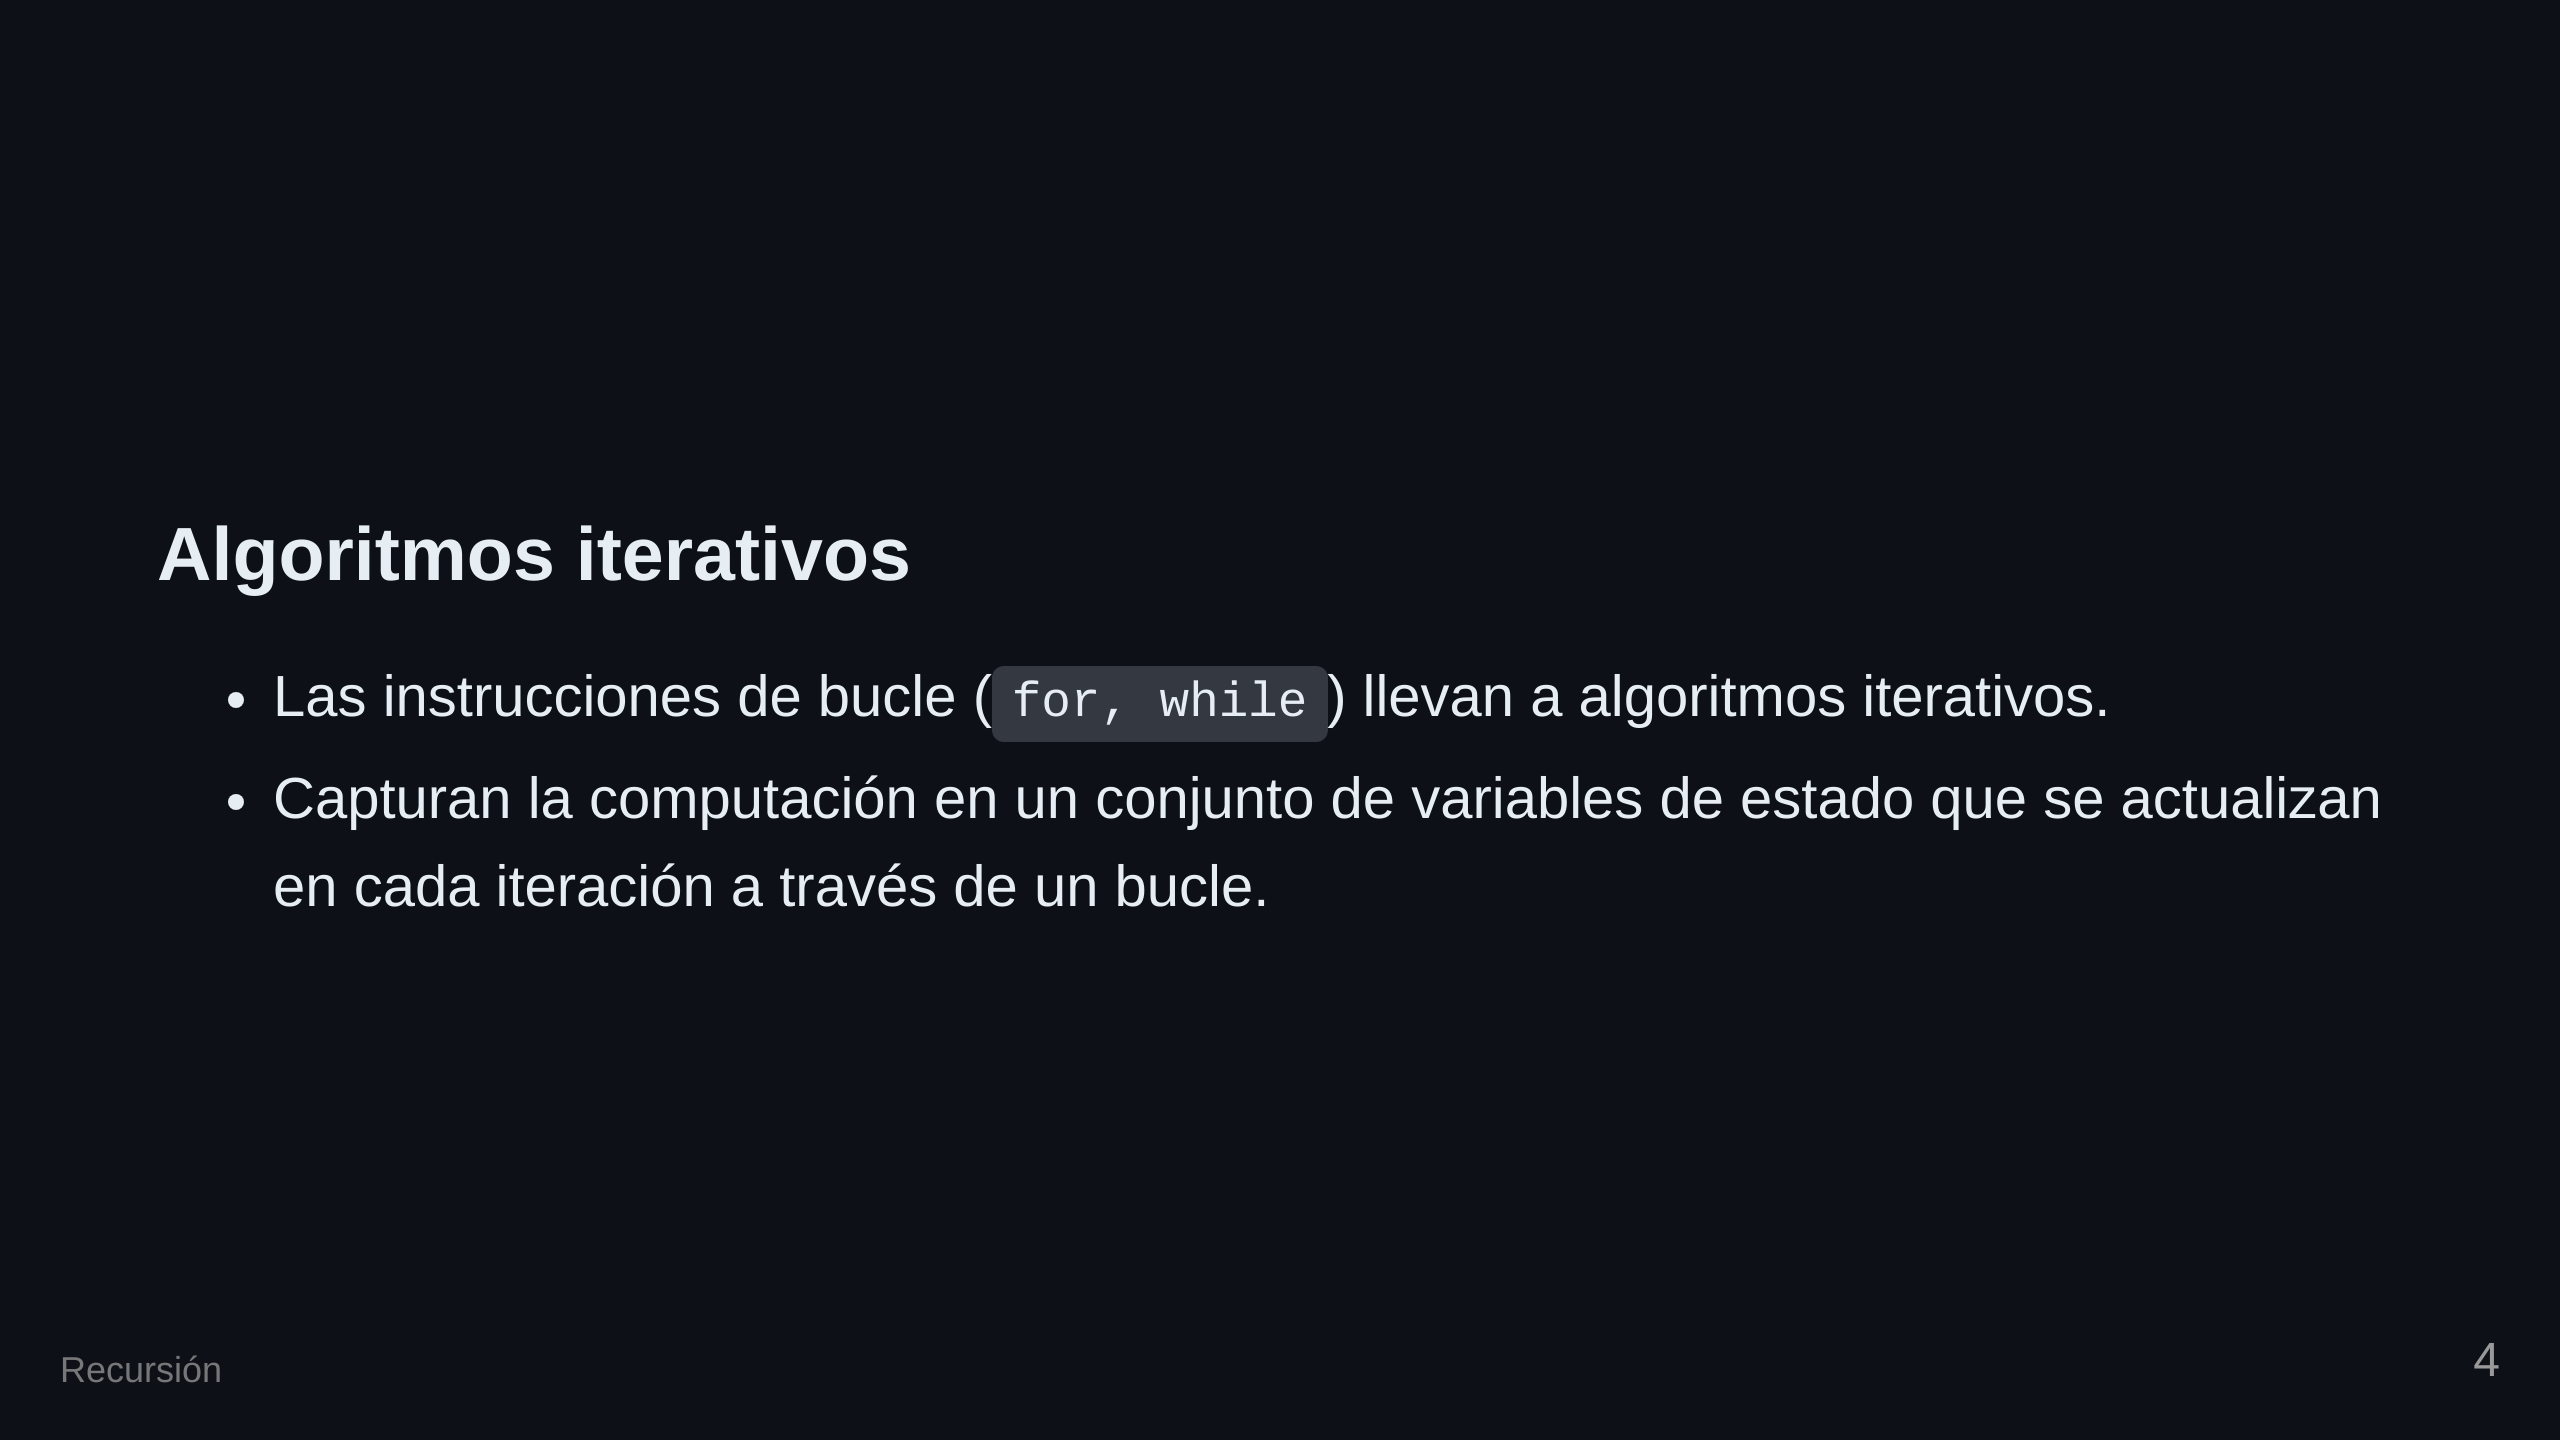 Algoritmos iterativos
• Las instrucciones de bucle (for, while) llevan a algoritmos iterativos.
• Capturan la computación en un conjunto de variables de estado que se actualizan
en cada iteración a través de un bucle.
Recursión
4